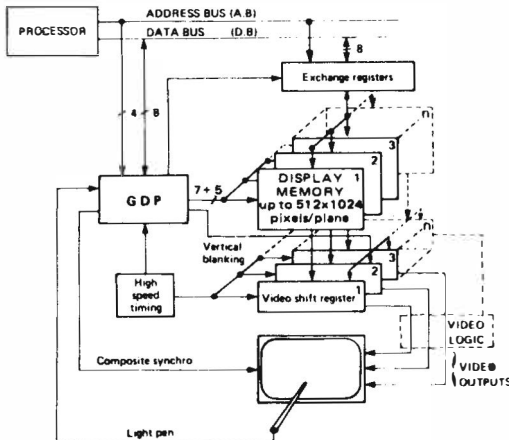 PROCESSOR
ADDRESS BUS (A.B)
DATA BUS (D.B)
8
Exchange registers
4
8
n
3
2
1
DISPLAY
MEMORY
up to 512x1024
pixels/plane
7 + 5
GDP
n
Vertical
blanking
3
2
1
High
speed
timing
Video shift register
VIDEO
LOGIC
VIDEO
OUTPUTS
Composite synchro
Light pen